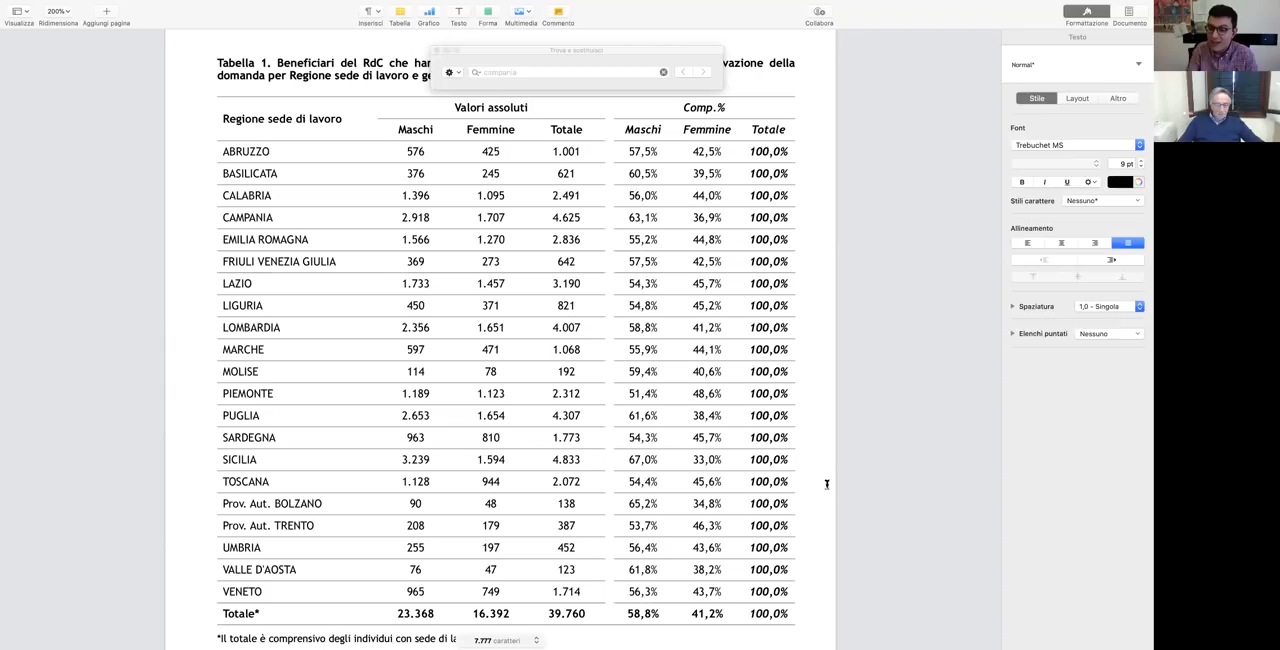 Visualizza
200%
Ridimensiona
Aggiungi pagina
Inserisci
Tabella
Grafico
Testo
Forma
Multimedia
Commento
Collabora
Formattazione
Documento
Testo
Trova e sostituisci
campania
Tabella 1. Beneficiari del RdC che ha vazione della
domanda per Regione sede di lavoro e ge
Regione sede di lavoro Valori assoluti Comp.%
Maschi Femmine Totale Maschi Femmine Totale
ABRUZZO 576 425 1.001 57,5% 42,5% 100,0%
BASILICATA 376 245 621 60,5% 39,5% 100,0%
CALABRIA 1.396 1.095 2.491 56,0% 44,0% 100,0%
CAMPANIA 2.918 1.707 4.625 63,1% 36,9% 100,0%
EMILIA ROMAGNA 1.566 1.270 2.836 55,2% 44,8% 100,0%
FRIULI VENEZIA GIULIA 369 273 642 57,5% 42,5% 100,0%
LAZIO 1.733 1.457 3.190 54,3% 45,7% 100,0%
LIGURIA 450 371 821 54,8% 45,2% 100,0%
LOMBARDIA 2.356 1.651 4.007 58,8% 41,2% 100,0%
MARCHE 597 471 1.068 55,9% 44,1% 100,0%
MOLISE 114 78 192 59,4% 40,6% 100,0%
PIEMONTE 1.189 1.123 2.312 51,4% 48,6% 100,0%
PUGLIA 2.653 1.654 4.307 61,6% 38,4% 100,0%
SARDEGNA 963 810 1.773 54,3% 45,7% 100,0%
SICILIA 3.239 1.594 4.833 67,0% 33,0% 100,0%
TOSCANA 1.128 944 2.072 54,4% 45,6% 100,0%
Prov. Aut. BOLZANO 90 48 138 65,2% 34,8% 100,0%
Prov. Aut. TRENTO 208 179 387 53,7% 46,3% 100,0%
UMBRIA 255 197 452 56,4% 43,6% 100,0%
VALLE D'AOSTA 76 47 123 61,8% 38,2% 100,0%
VENETO 965 749 1.714 56,3% 43,7% 100,0%
Totale* 23.368 16.392 39.760 58,8% 41,2% 100,0%
*Il totale è comprensivo degli individui con sede di la
7.777 caratteri
Normal*
Stile Layout Altro
Font
Trebuchet MS
9 pt
B I U
Stili carattere Nessuno*
Allineamento
Spaziatura 1,0 - Singola
Elenchi puntati Nessuno